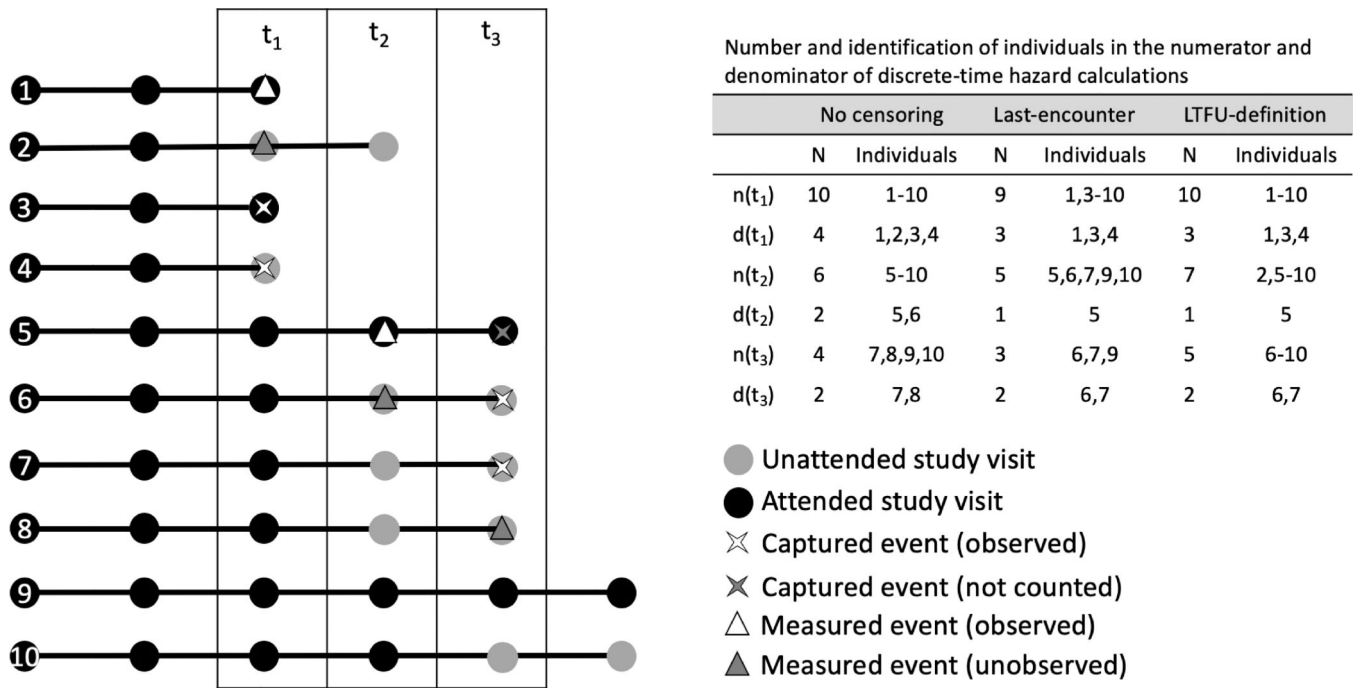 t1 t2 t3
1
2
3
4
5
6
7
8
9
10
Number and identification of individuals in the numerator and
denominator of discrete-time hazard calculations
No censoring Last-encounter LTFU-definition
N Individuals N Individuals N Individuals
n(t1) 10 1-10 9 1,3-10 10 1-10
d(t1) 4 1,2,3,4 3 1,3,4 3 1,3,4
n(t2) 6 5-10 5 5,6,7,9,10 7 2,5-10
d(t2) 2 5,6 1 5 1 5
n(t3) 4 7,8,9,10 3 6,7,9 5 6-10
d(t3) 2 7,8 2 6,7 2 6,7
Unattended study visit
Attended study visit
Captured event (observed)
Captured event (not counted)
Measured event (observed)
Measured event (unobserved)